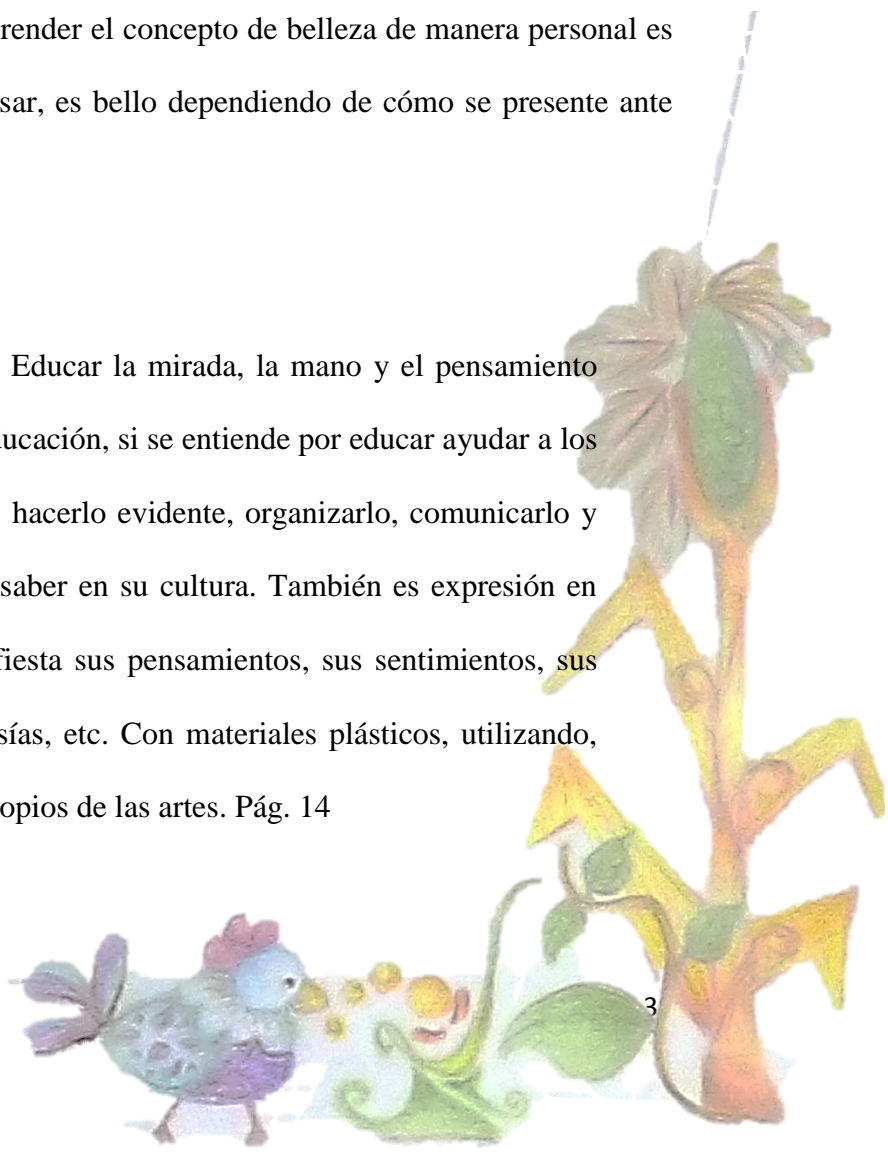 render el concepto de belleza de manera personal es
sar, es bello dependiendo de cómo se presente ante
Educar la mirada, la mano y el pensamiento
ducación, si se entiende por educar ayudar a los
hacerlo evidente, organizarlo, comunicarlo y
saber en su cultura. También es expresión en
fiesta sus pensamientos, sus sentimientos, sus
sías, etc. Con materiales plásticos, utilizando,
opios de las artes. Pág. 14
3